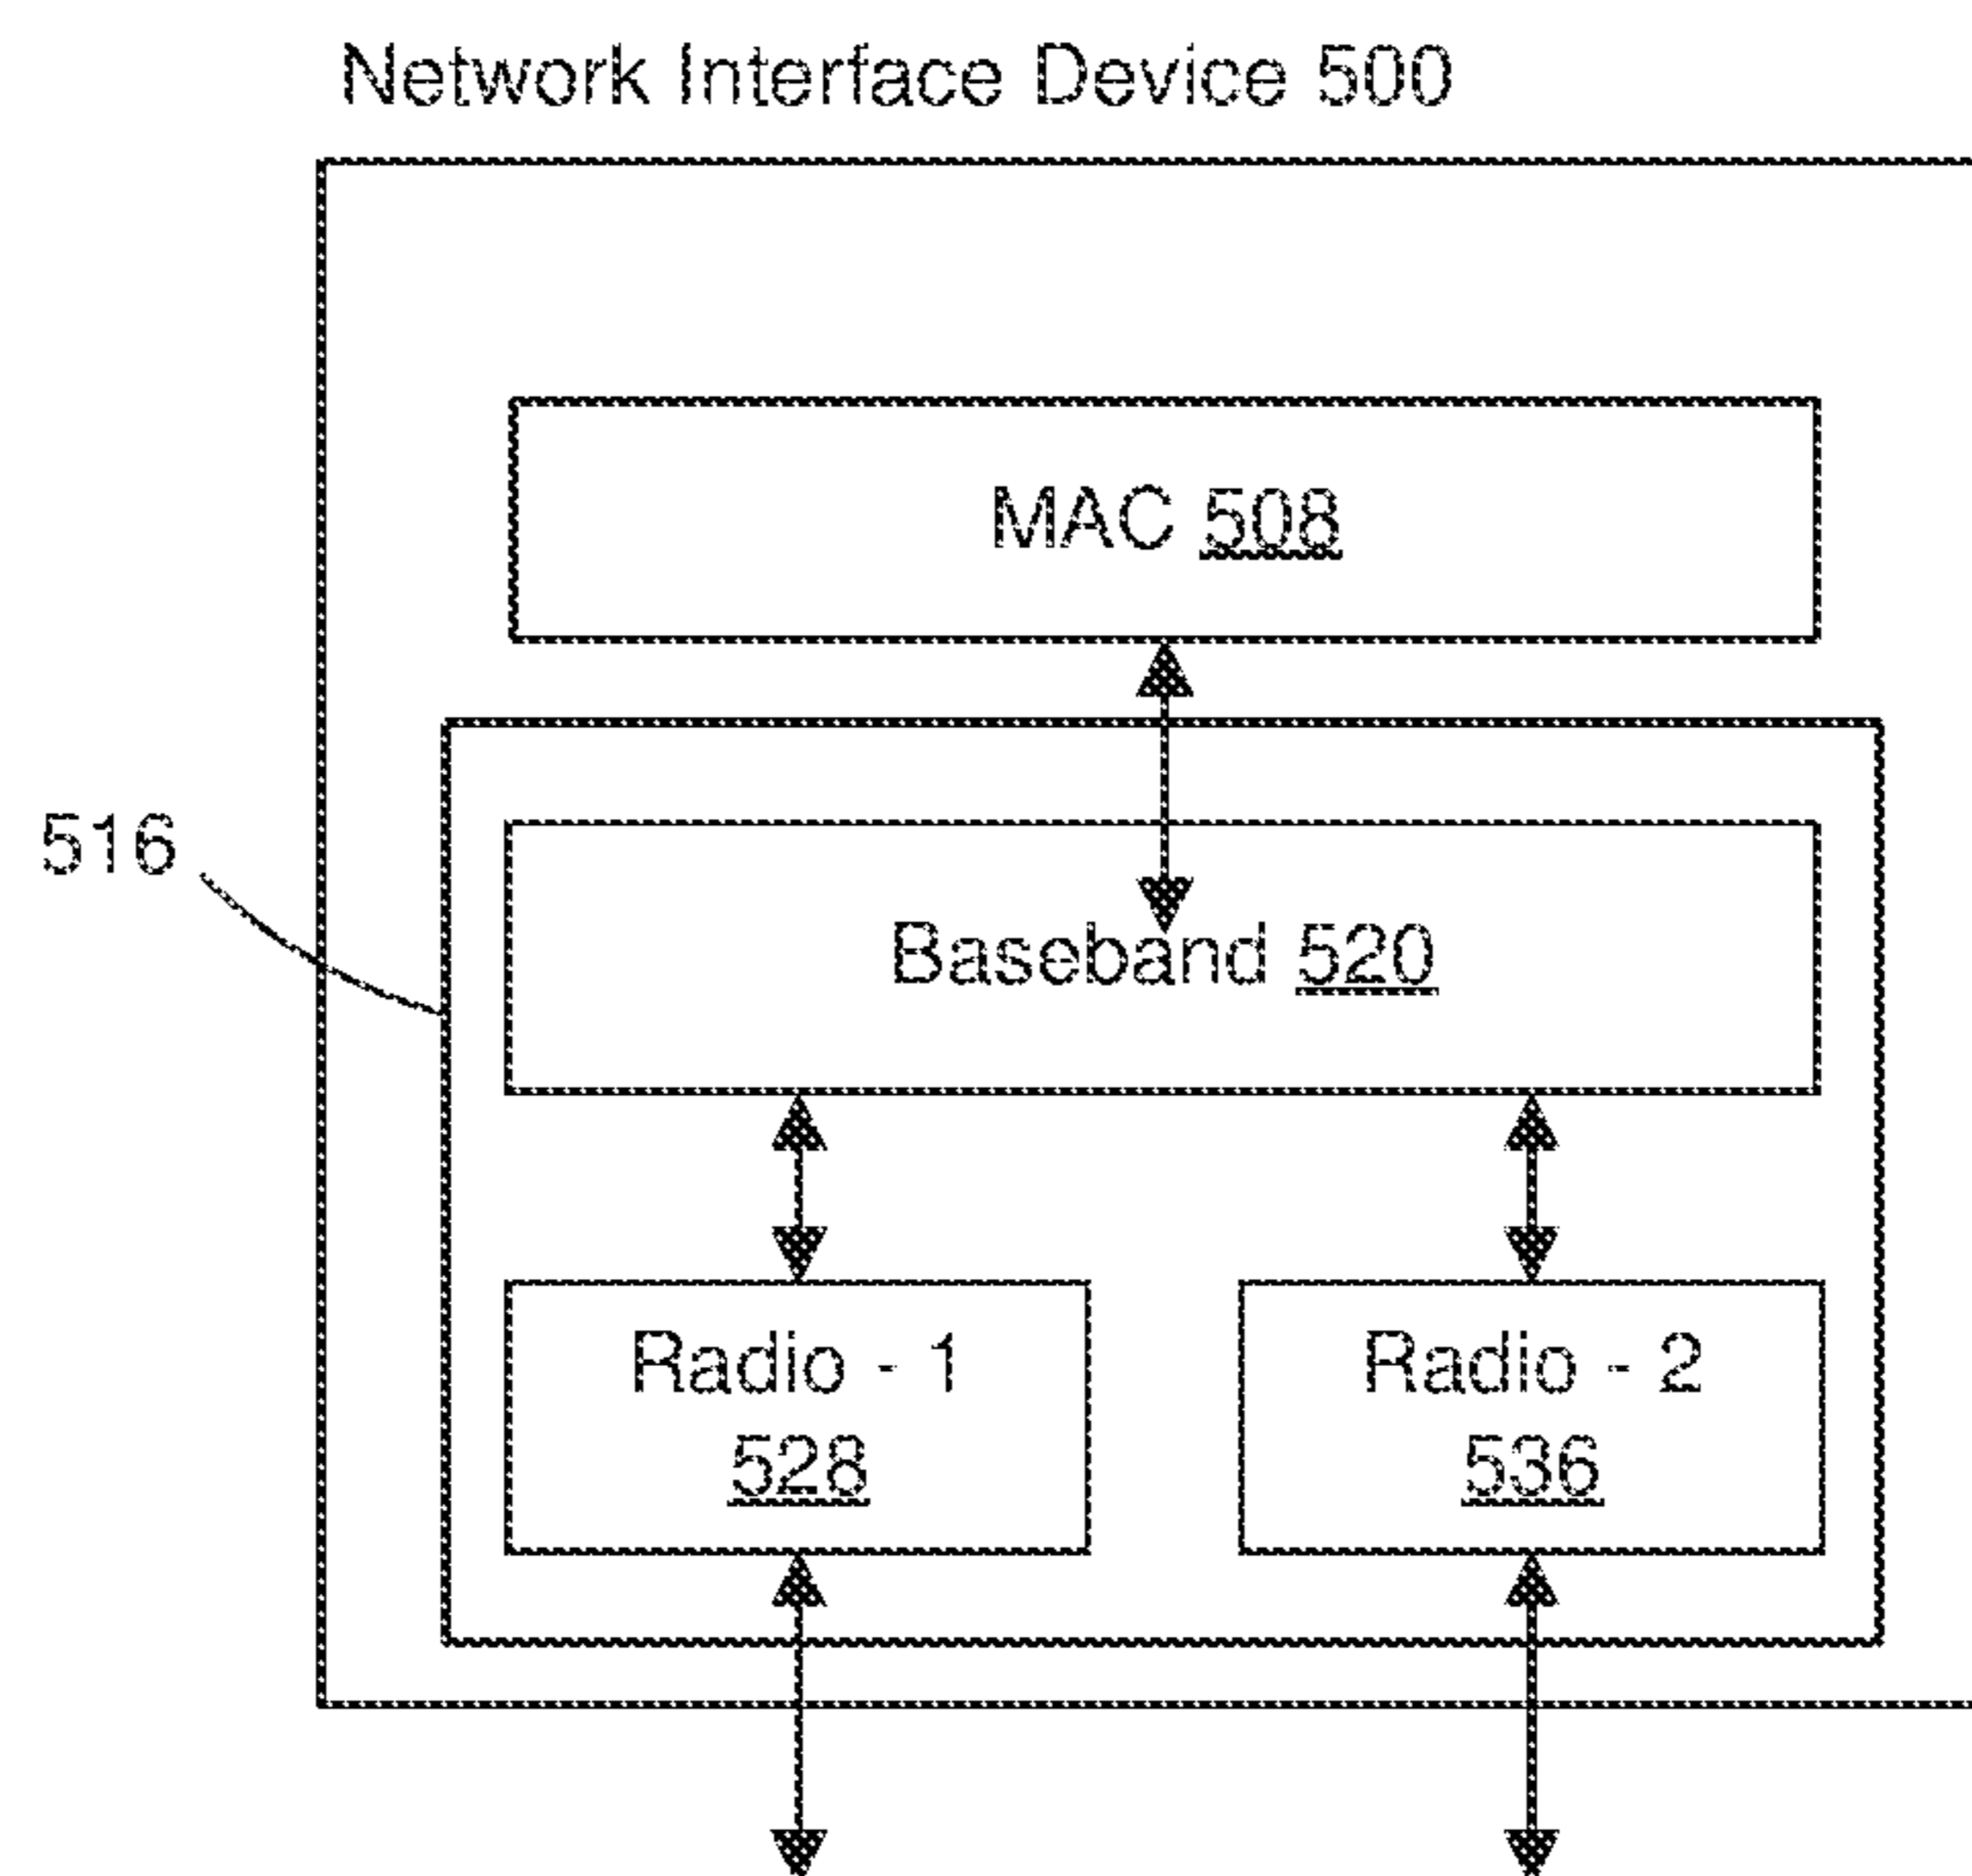 Network Interface Device 500
MAC 508
516
Baseband 520
Radio - 1
528
Radio - 2
536